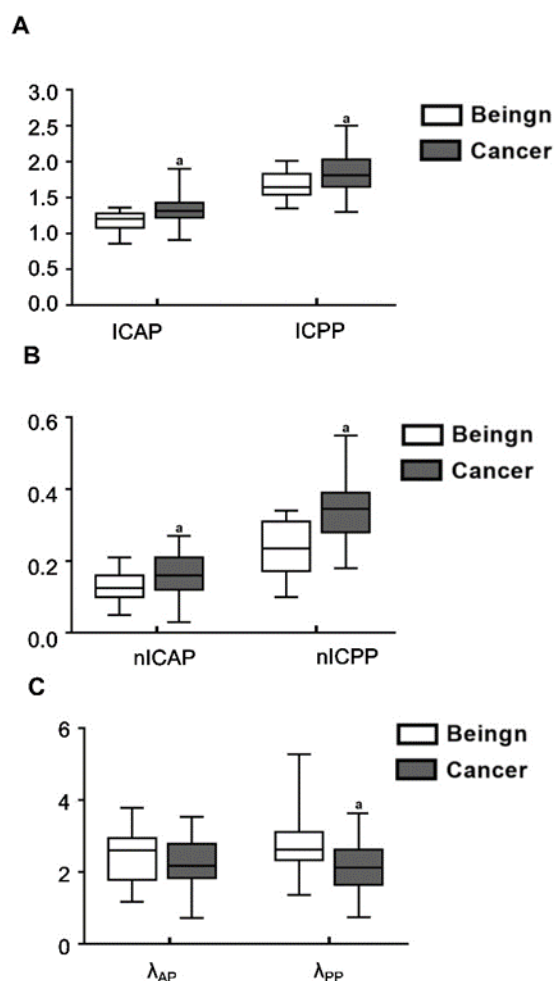 A
3.0
2.5
2.0
1.5
1.0
0.5
0.0
a
a
Beingn
Cancer
ICAP ICPP
B
0.6
0.4
0.2
0.0
a
a
Beingn
Cancer
nICAP nICPP
C
6
4
2
0
a
Beingn
Cancer
λAP λPP